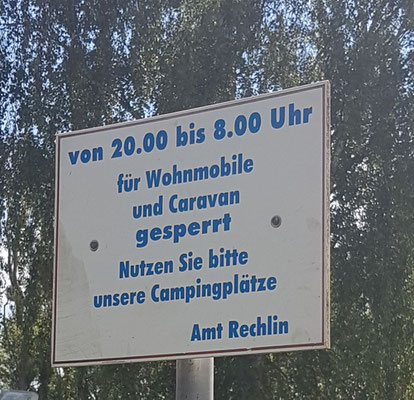 von 20.00 bis 8.00 Uhr
für Wohnmobile
und Caravan
gesperrt
Nutzen Sie bitte
unsere Campingplätze
Amt Rechlin